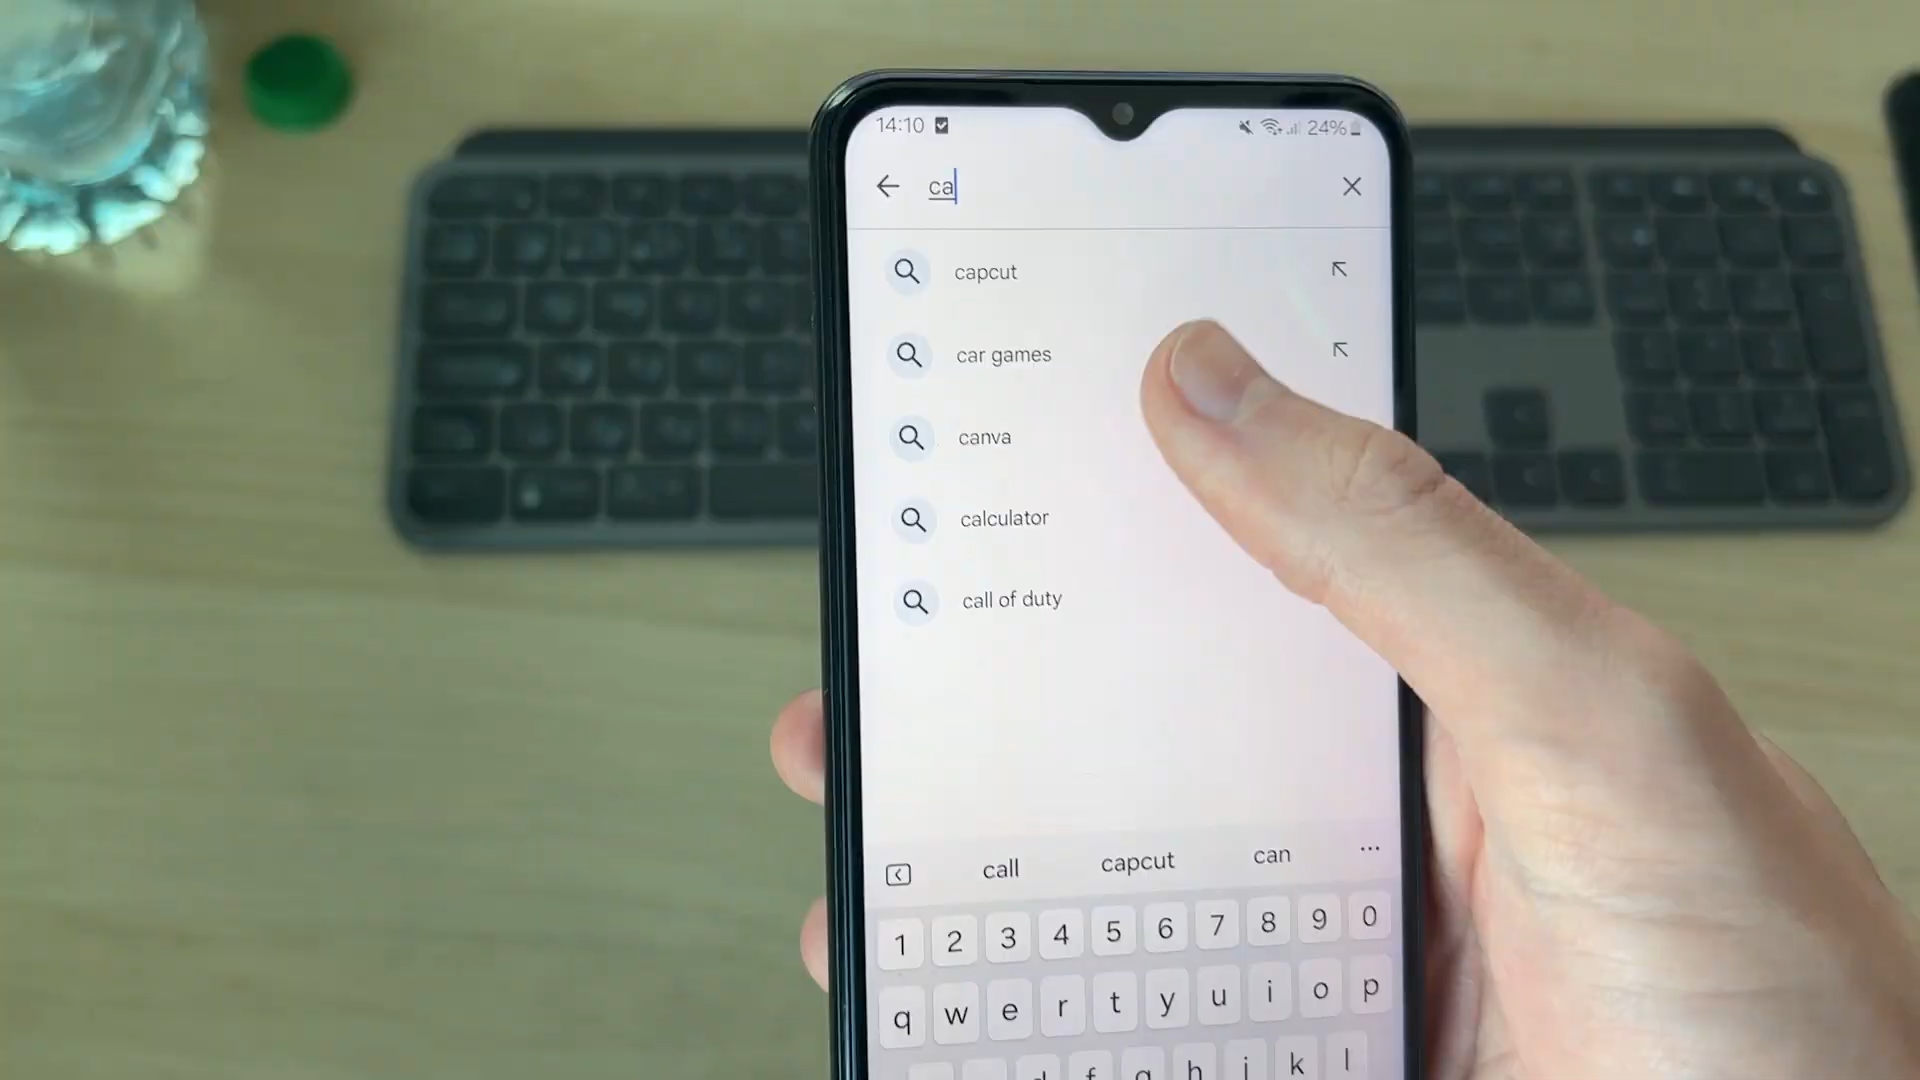 14:10 24%
ca
capcut
car games
canva
calculator
call of duty
call capcut can ...
1 2 3 4 5 6 7 8 9 0
q w e r t y u i o p
d f g h j k l